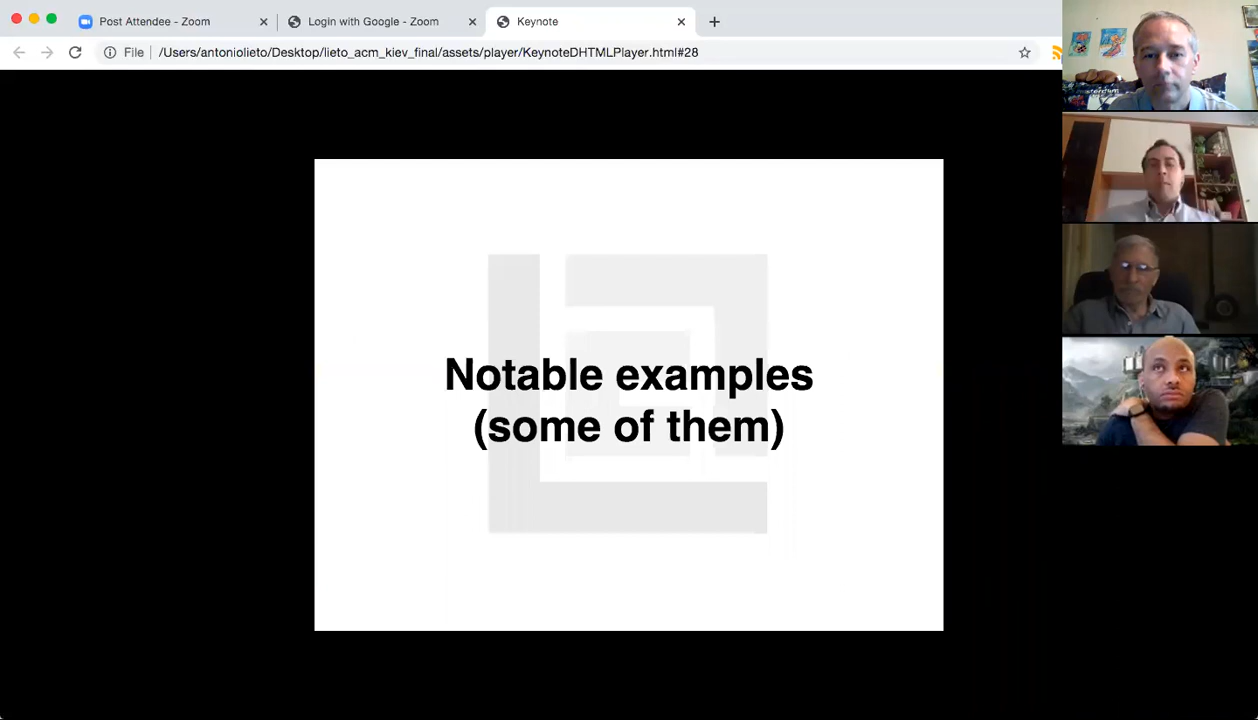 Post Attendee - Zoom
Login with Google - Zoom
Keynote
File
/Users/antoniolieto/Desktop/lieto_acm_kiev_final/assets/player/KeynoteDHTMLPlayer.html#28
Notable examples
(some of them)